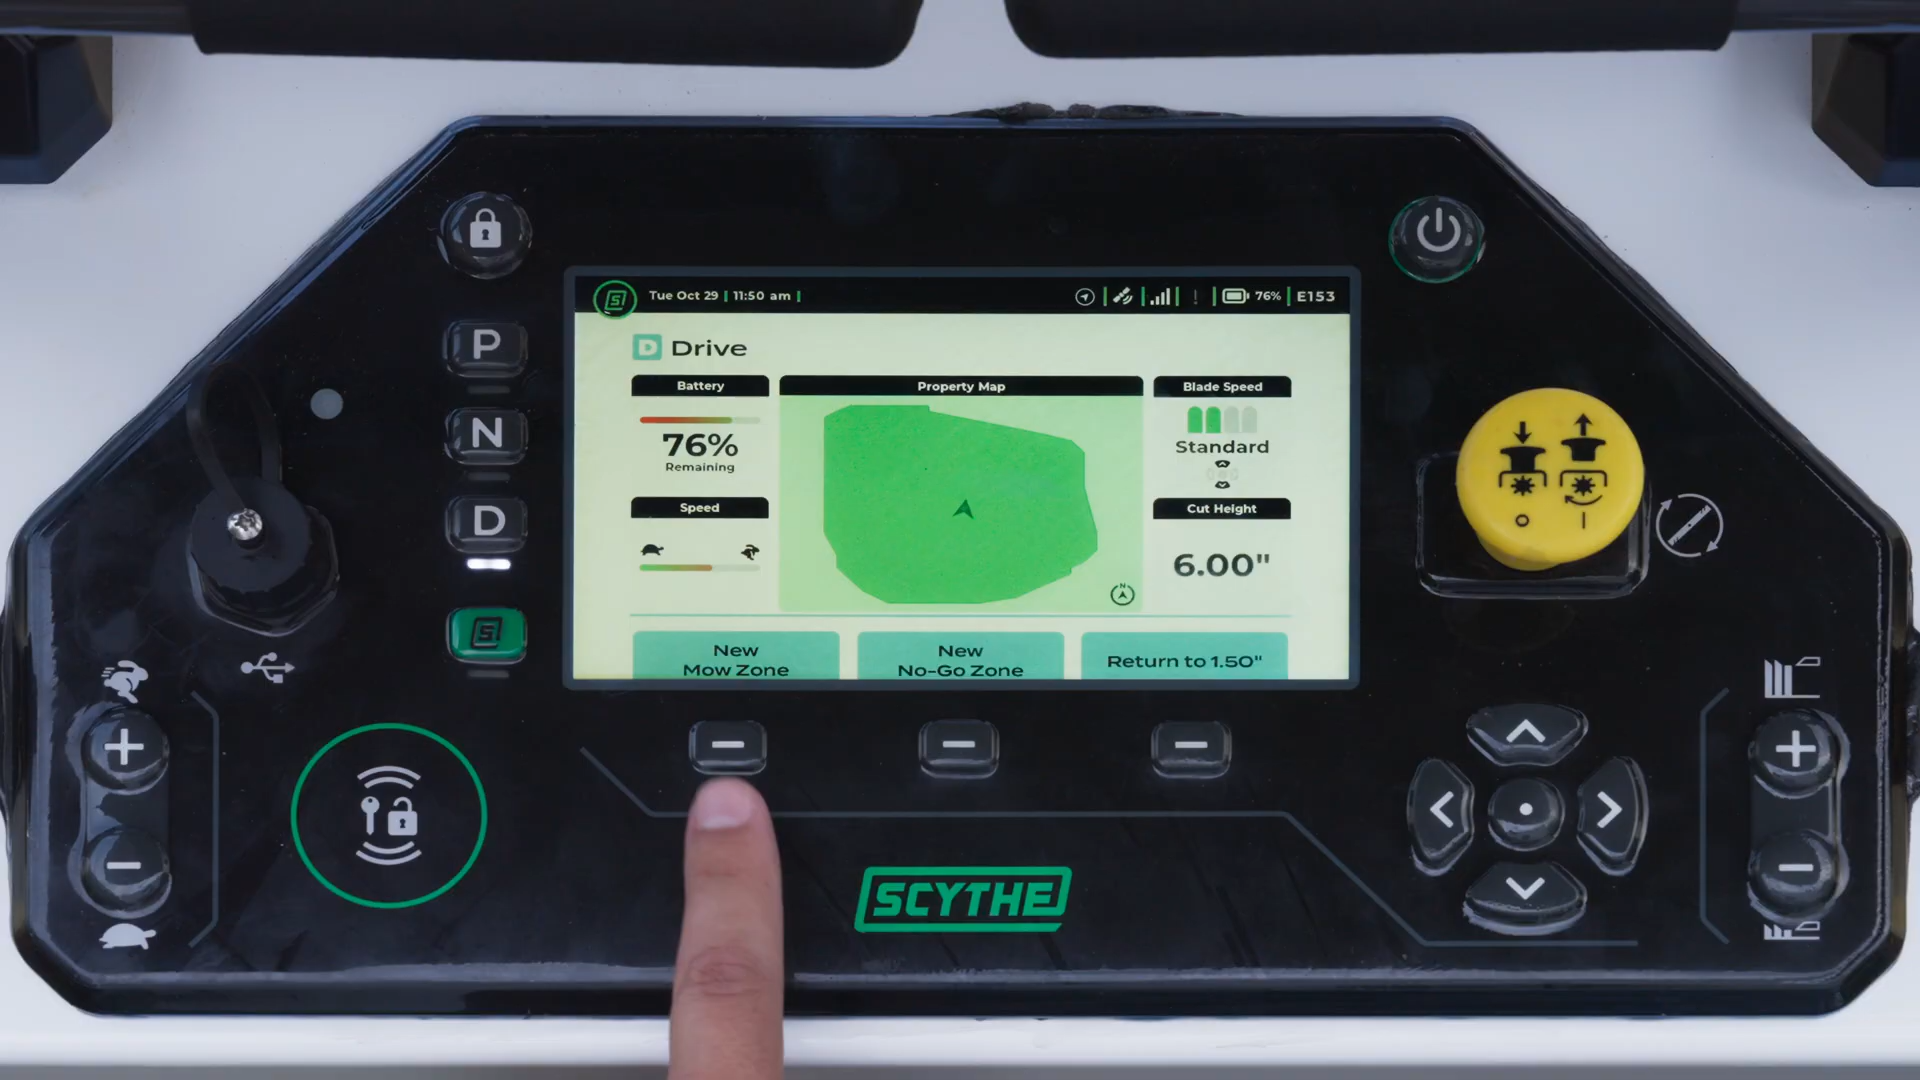 Tue Oct 29 | 11:50 am |
76% | E153
D Drive
Battery
Property Map
Blade Speed
76%
Remaining
Standard
Speed
Cut Height
N
6.00"
New
Mow Zone
New
No-Go Zone
Return to 1.50"
P
N
D
SCYTHE